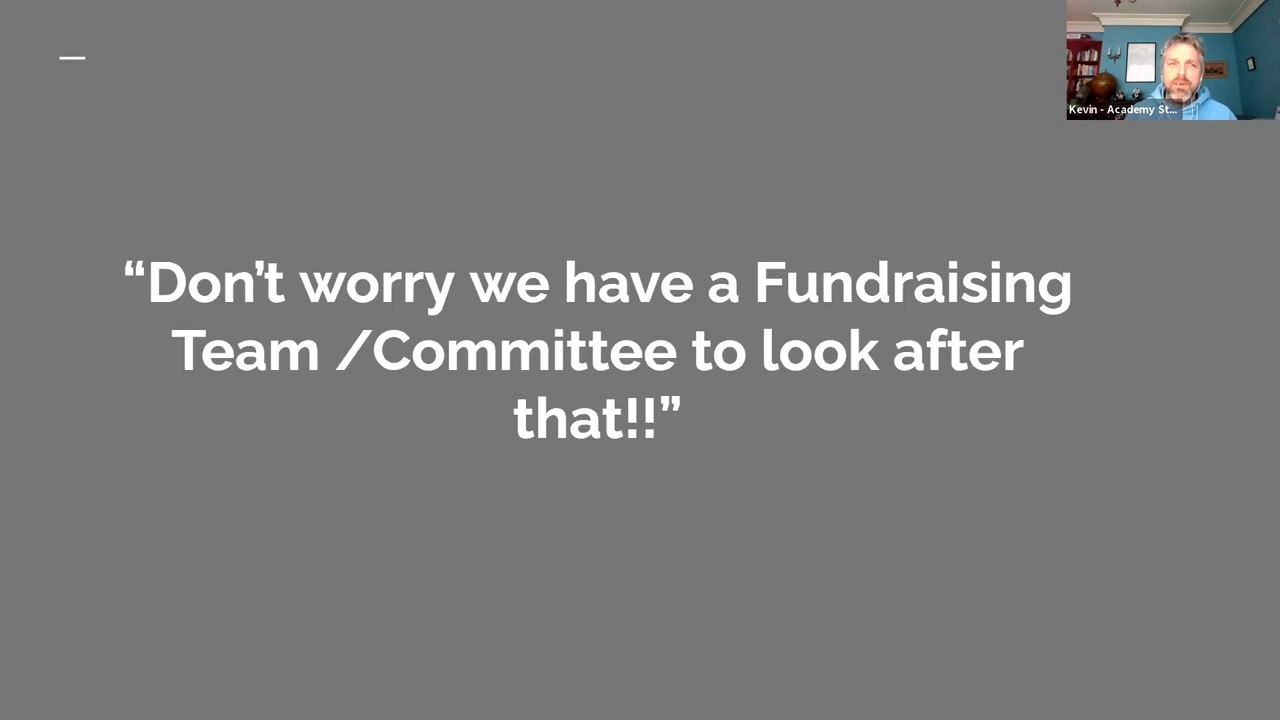 Kevin - Academy St...
“Don’t worry we have a Fundraising
Team /Committee to look after
that!!”